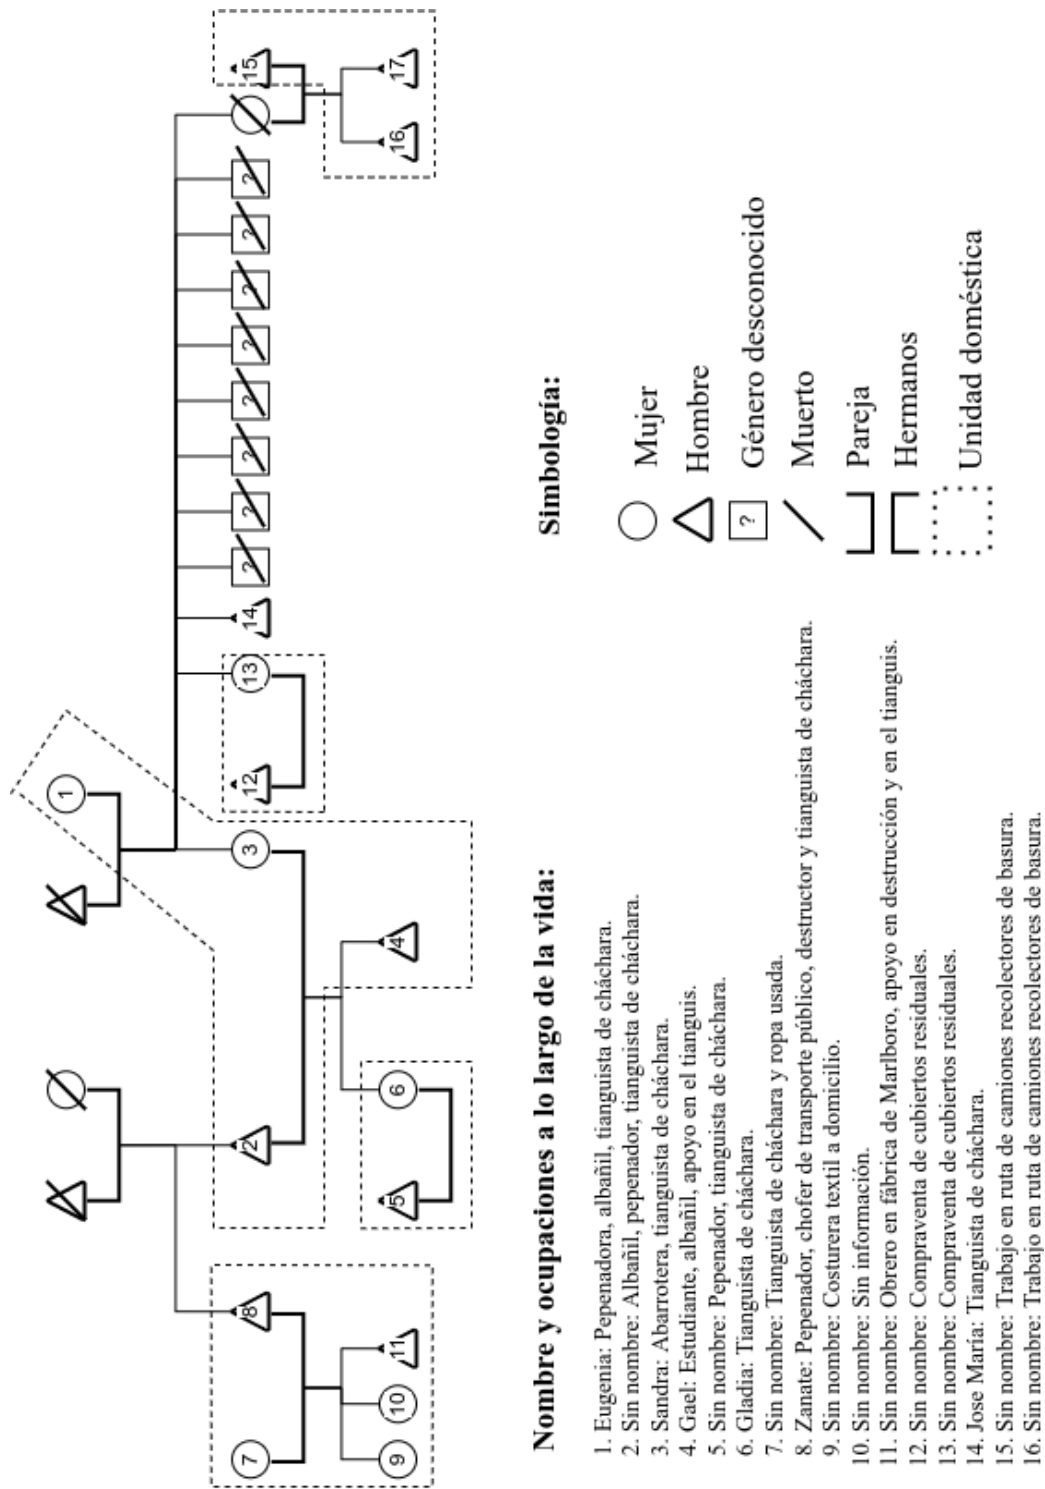 1
7 8 2 3 12 13 14 ? ? ? ? ? ? ? ? 15
9 10 11 5 6 4 16 17
Nombre y ocupaciones a lo largo de la vida:
1. Eugenia: Pepenadora, albañil, tianguista de cháchara.
2. Sin nombre: Albañil, pepenador, tianguista de cháchara.
3. Sandra: Abarrotera, tianguista de cháchara.
4. Gael: Estudiante, albañil, apoyo en el tianguis.
5. Sin nombre: Pepenador, tianguista de cháchara.
6. Gladia: Tianguista de cháchara.
7. Sin nombre: Tianguista de cháchara y ropa usada.
8. Zanate: Pepenador, chofer de transporte público, destructor y tianguista de cháchara.
9. Sin nombre: Costurera textil a domicilio.
10. Sin nombre: Sin información.
11. Sin nombre: Obrero en fábrica de Marlboro, apoyo en destrucción y en el tianguis.
12. Sin nombre: Compraventa de cubiertos residuales.
13. Sin nombre: Compraventa de cubiertos residuales.
14. Jose María: Tianguista de cháchara.
15. Sin nombre: Trabajo en ruta de camiones recolectores de basura.
16. Sin nombre: Trabajo en ruta de camiones recolectores de basura.
Simbología:
Mujer
Hombre
? Género desconocido
Muerto
Pareja
Hermanos
Unidad doméstica